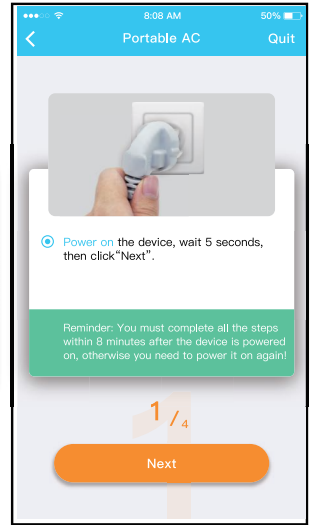 8:08 AM 50%
Portable AC Quit
Power on the device, wait 5 seconds,
then click“Next”.
Reminder: You must complete all the steps
within 8 minutes after the device is powered
on, otherwise you need to power it on again!
1/4
Next